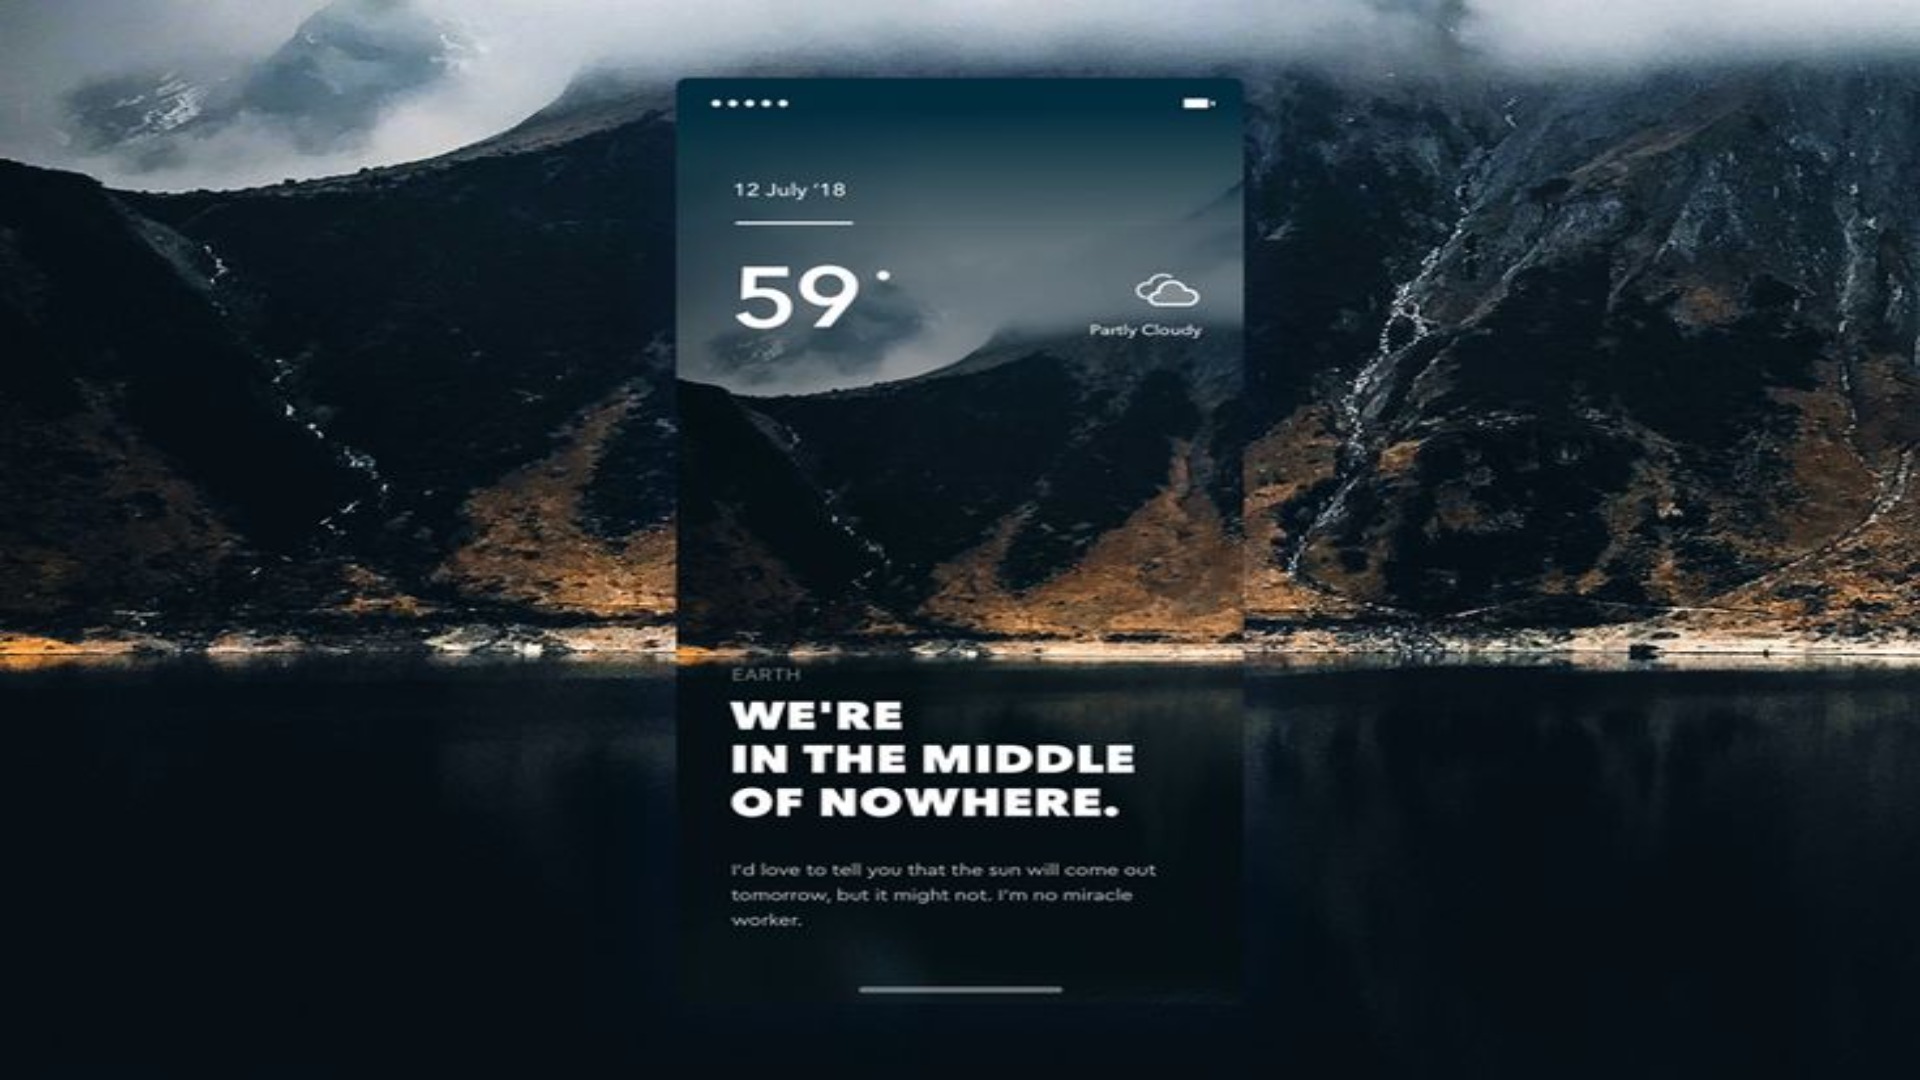 12 July ‘18
59°
Partly Cloudy
EARTH
WE'RE
IN THE MIDDLE
OF NOWHERE.
I'd love to tell you that the sun will come out
tomorrow, but it might not. I'm no miracle
worker.